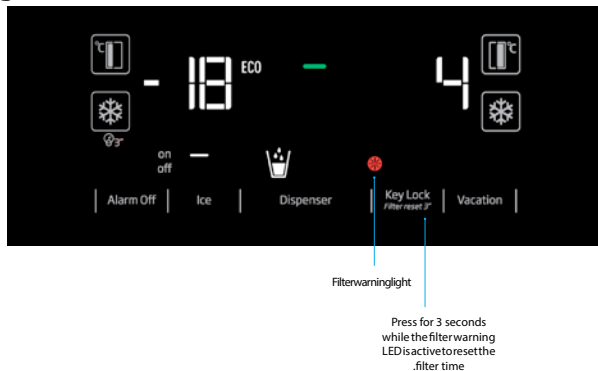 °C °C
-18 ECO 4
3"
on
off
Alarm Off Ice Dispenser Key Lock Vacation
Filter reset 3"
Filterwarninglight
Press for 3 seconds
while the filter warning
LED is active to reset the
.filter time